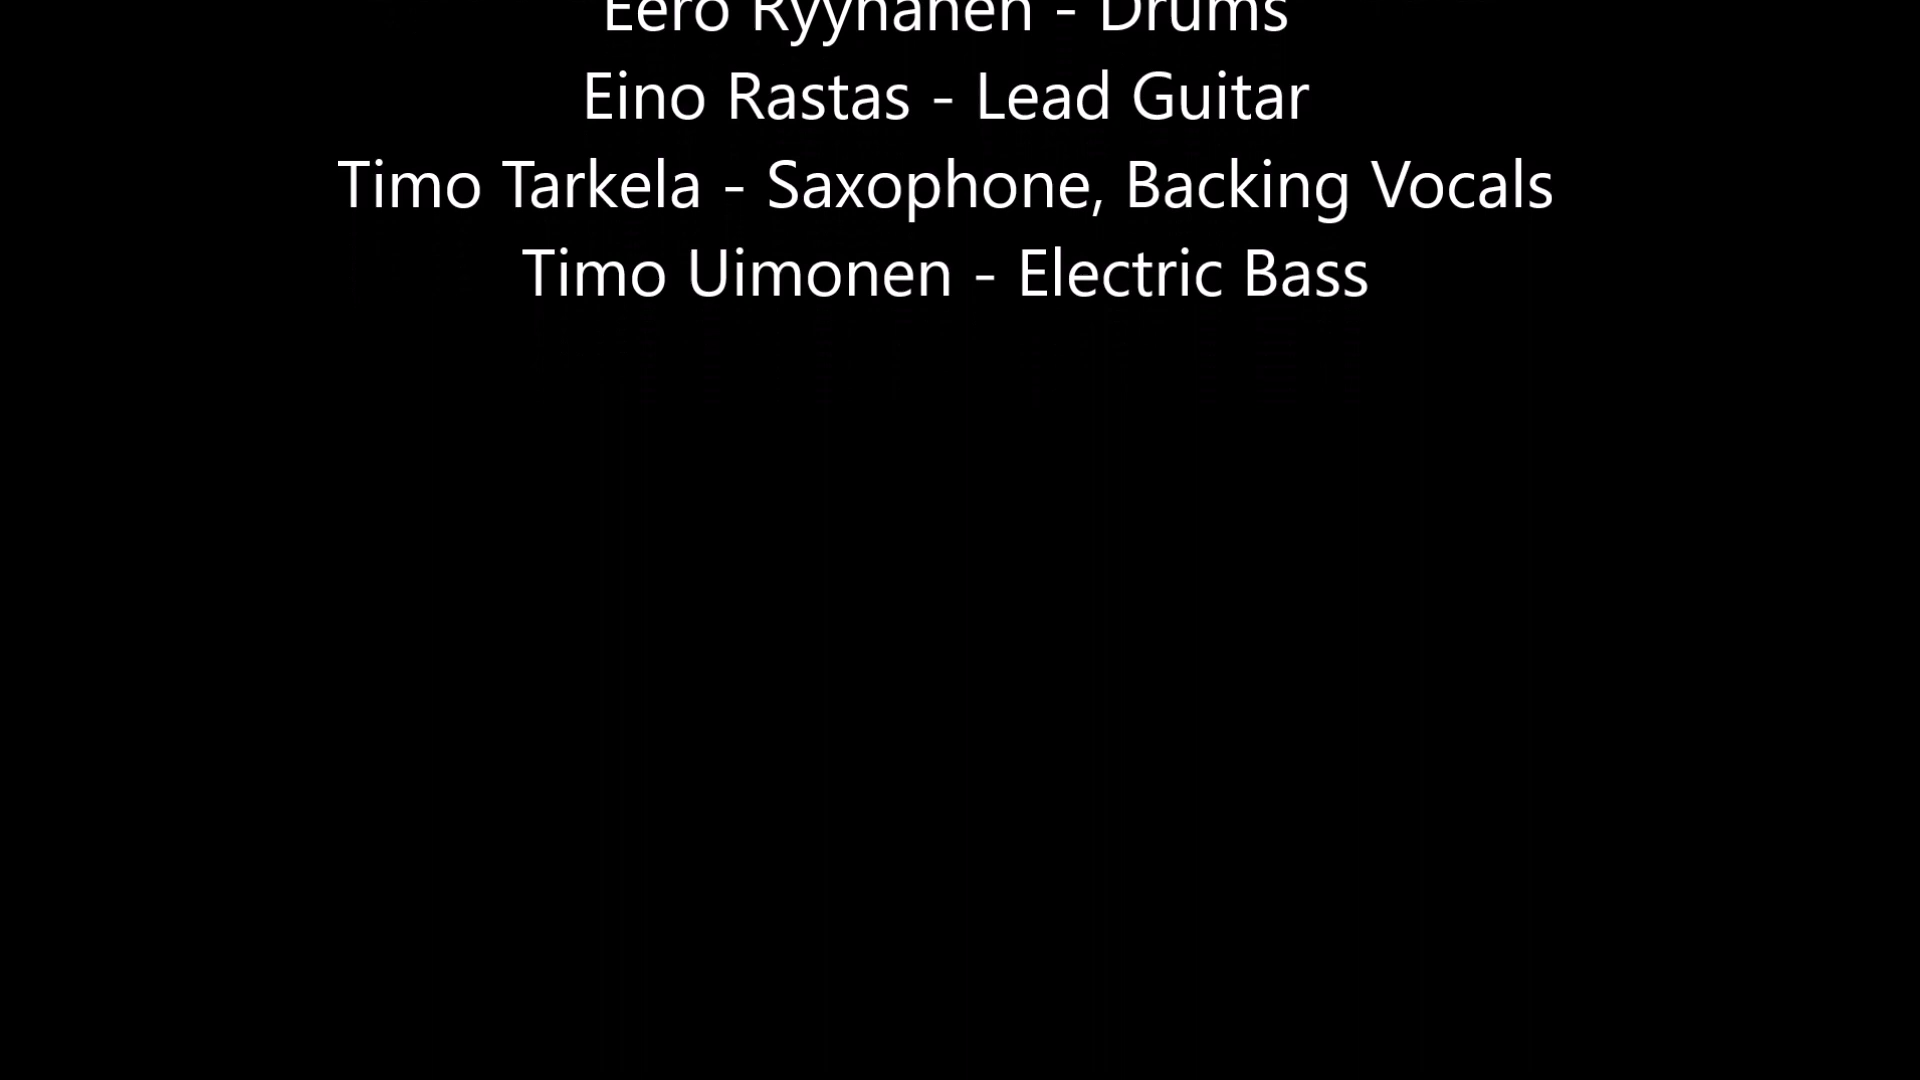 Eero Ryynänen - Drums
Eino Rastas - Lead Guitar
Timo Tarkela - Saxophone, Backing Vocals
Timo Uimonen - Electric Bass